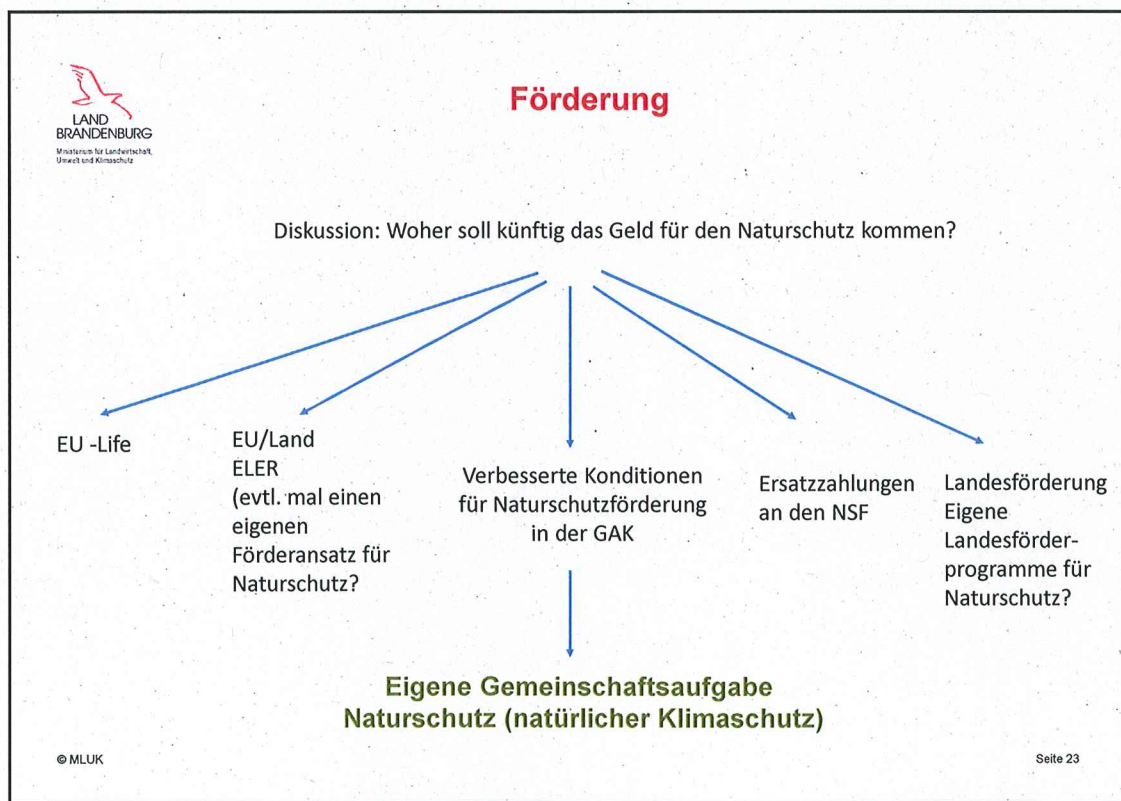 LAND
BRANDENBURG
Ministerium für Landwirtschaft,
Umwelt und Klimaschutz
Förderung
Diskussion: Woher soll künftig das Geld für den Naturschutz kommen?
EU -Life
EU/Land
ELER
(evtl. mal einen
eigenen
Förderansatz für
Naturschutz?
Verbesserte Konditionen
für Naturschutzförderung
in der GAK
Ersatzzahlungen
an den NSF
Landesförderung
Eigene
Landesförder-
programme für
Naturschutz?
Eigene Gemeinschaftsaufgabe
Naturschutz (natürlicher Klimaschutz)
© MLUK
Seite 23